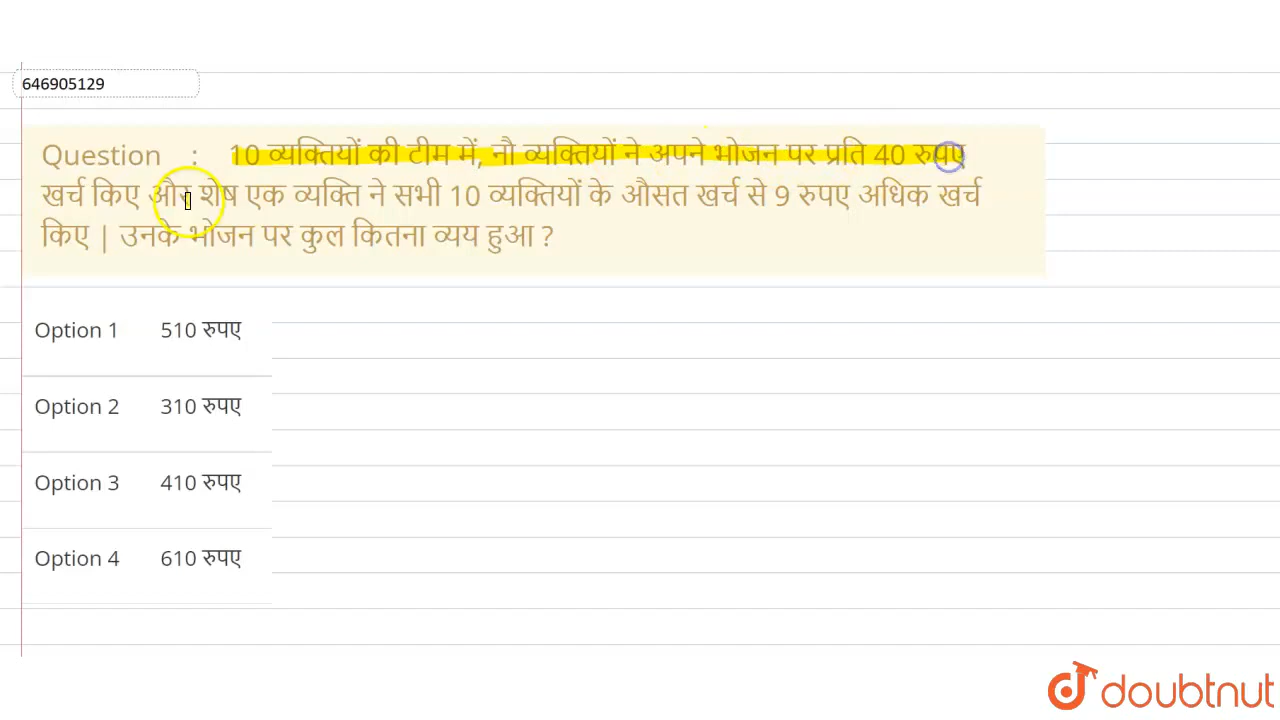 646905129
Question : 10 व्यक्तियों की टीम में, नौ व्यक्तियों ने अपने भोजन पर प्रति 40 रुपए
खर्च किए और शेष एक व्यक्ति ने सभी 10 व्यक्तियों के औसत खर्च से 9 रुपए अधिक खर्च
किए | उनके भोजन पर कुल कितना व्यय हुआ ?
Option 1 510 रुपए
Option 2 310 रुपए
Option 3 410 रुपए
Option 4 610 रुपए
doubtnut